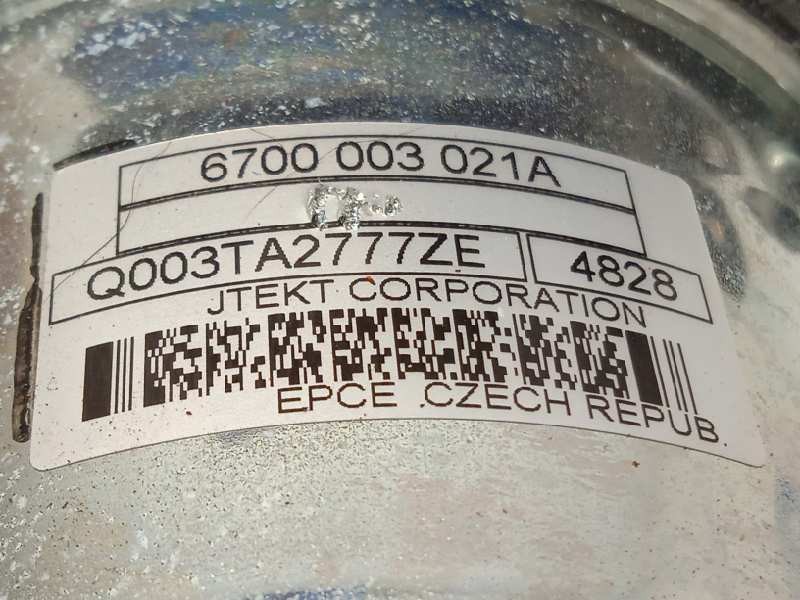 6700 003 021A
Q003TA2777ZE 4828
JTEKT CORPORATION
EPCE CZECH REPUB.